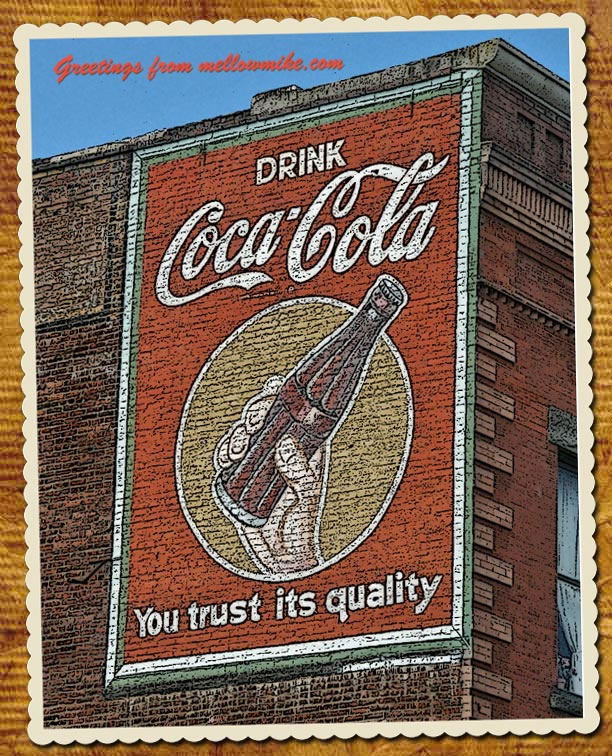 Greetings from mellowmike.com
DRINK
Coca-Cola
You trust its quality